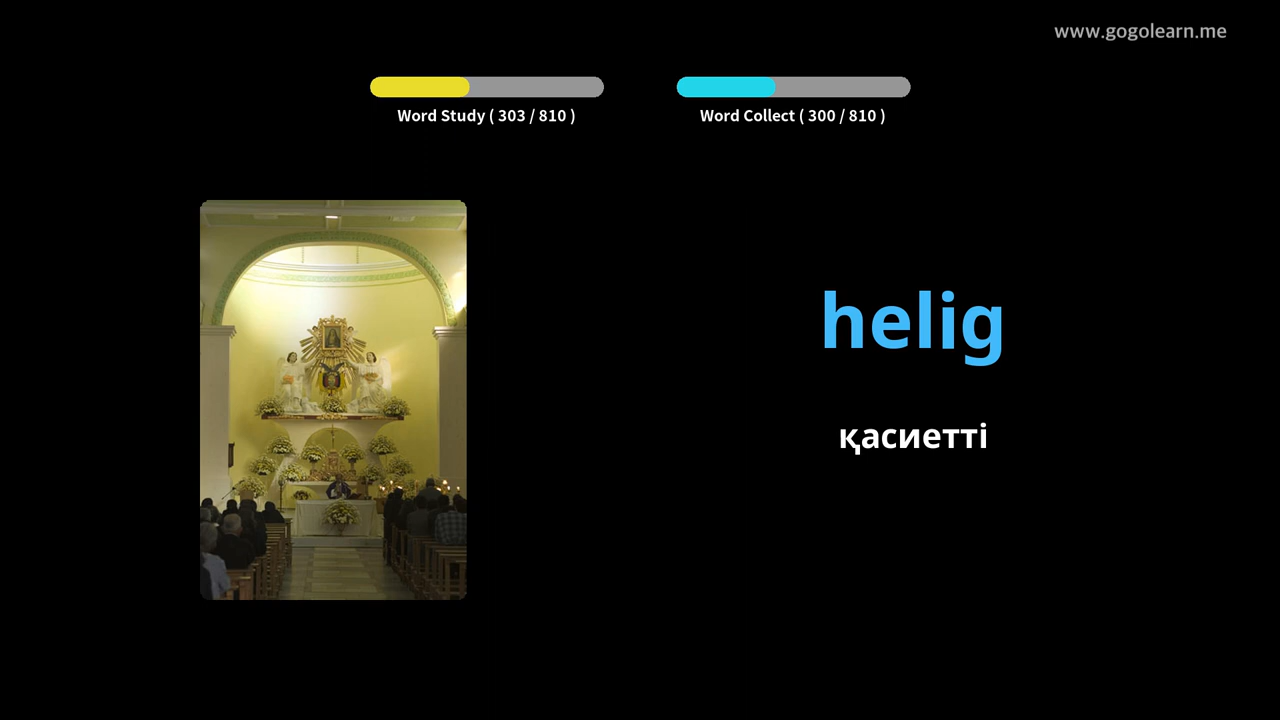 www.gogolearn.me
Word Study ( 303 / 810 )
Word Collect ( 300 / 810 )
helig
қасиетті